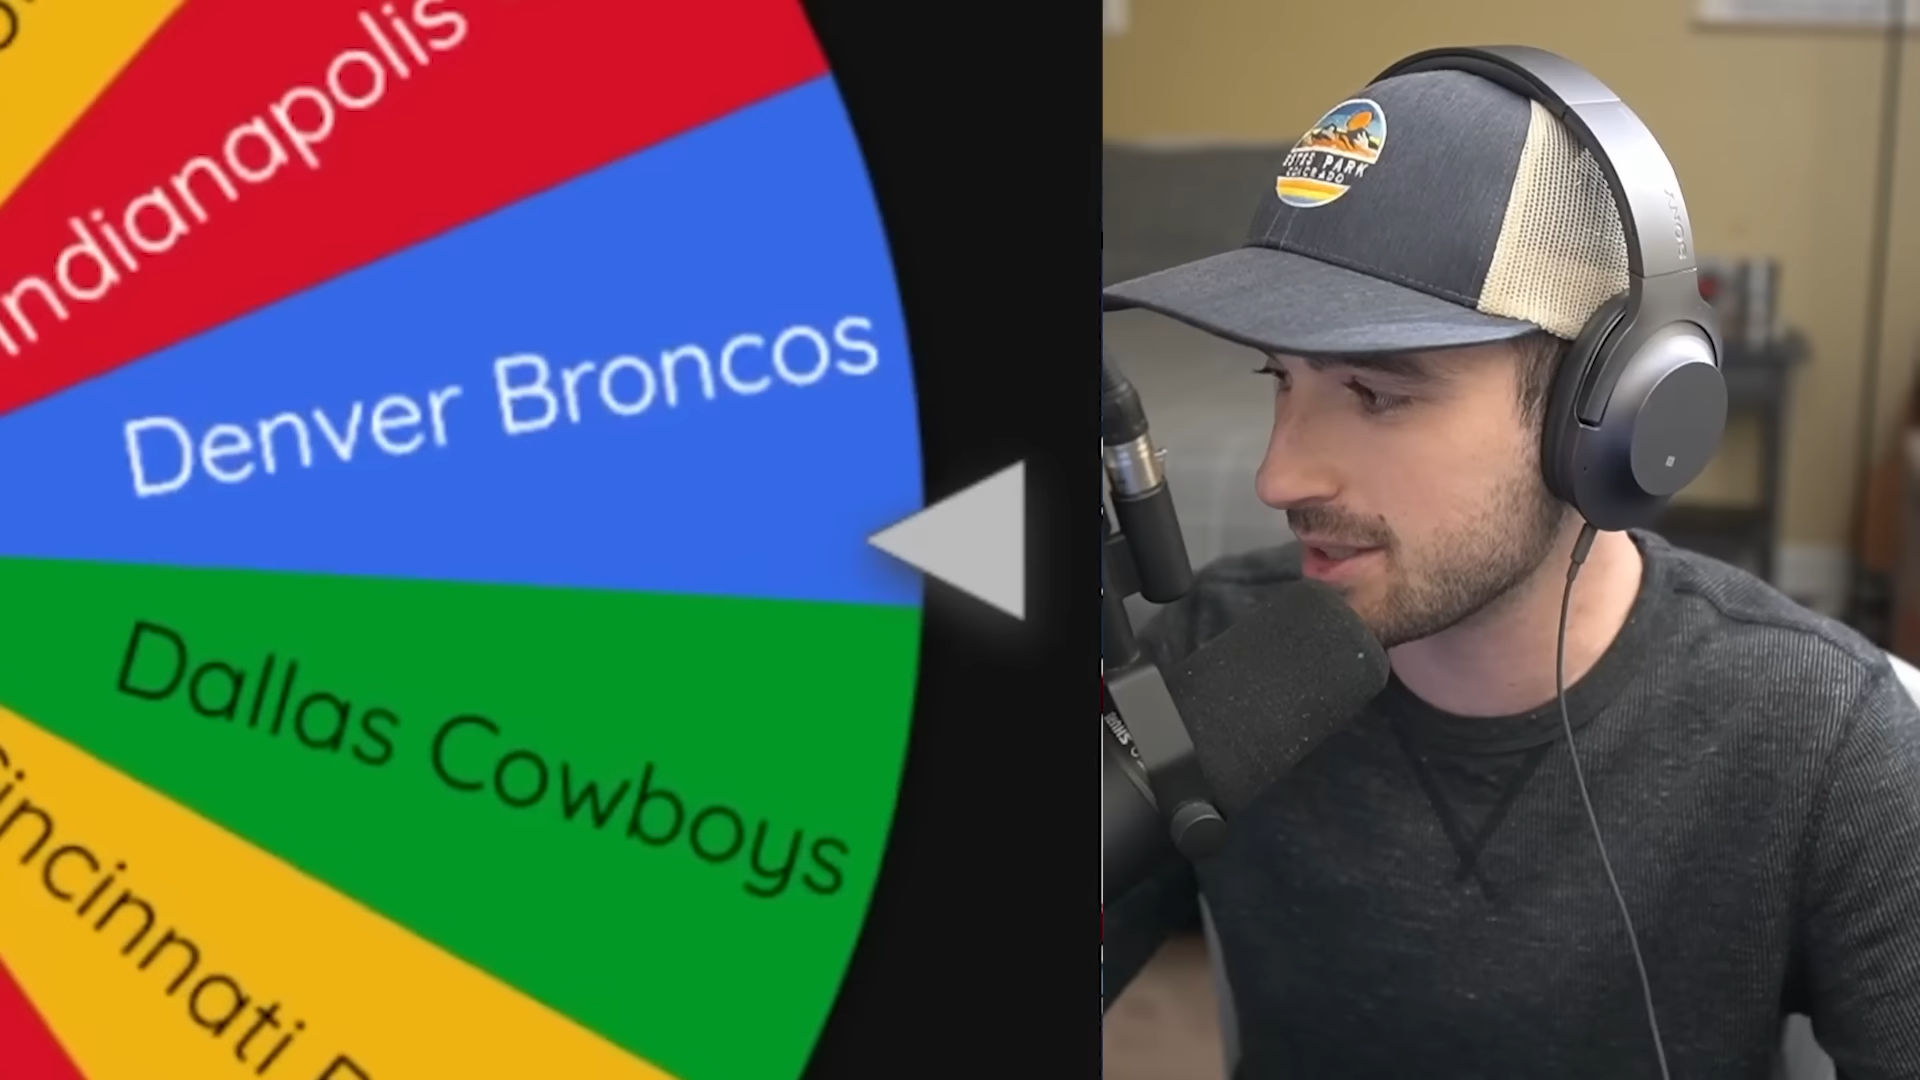 Indianapolis
Denver Broncos
Dallas Cowboys
Cincinnati
ESTES PARK
COLORADO
SONY